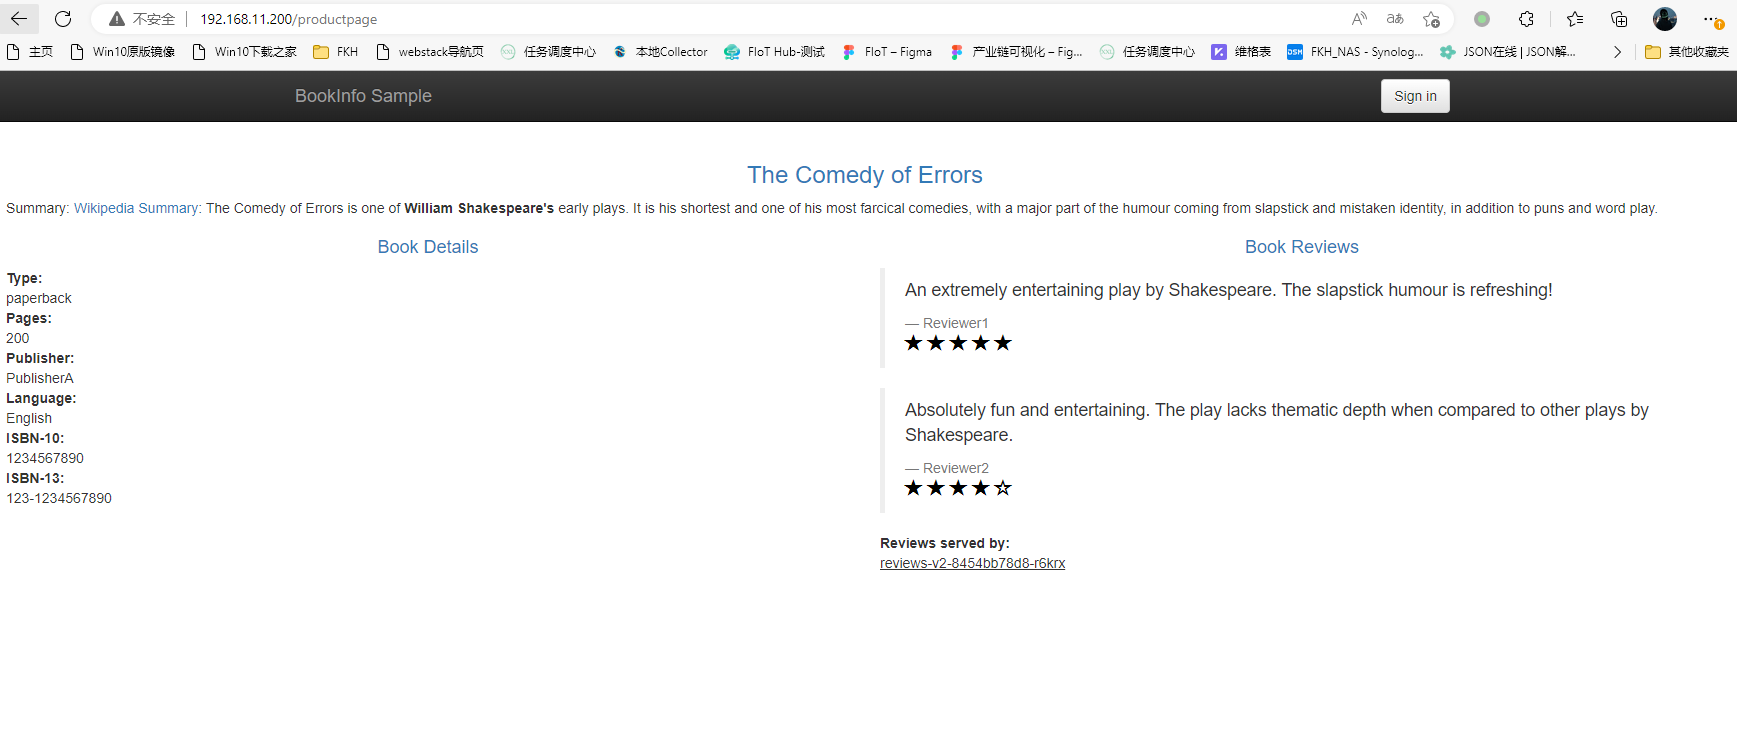 不安全 192.168.11.200/productpage
主页 Win10原版镜像 Win10下载之家 FKH webstack导航页 任务调度中心 本地Collector FIoT Hub-测试 FIoT – Figma 产业链可视化 – Fig... 任务调度中心 维格表 FKH_NAS - Synolog... JSON在线 | JSON解... 其他收藏夹
BookInfo Sample Sign in
The Comedy of Errors
Summary: Wikipedia Summary: The Comedy of Errors is one of William Shakespeare's early plays. It is his shortest and one of his most farcical comedies, with a major part of the humour coming from slapstick and mistaken identity, in addition to puns and word play.
Book Details
Type:
paperback
Pages:
200
Publisher:
PublisherA
Language:
English
ISBN-10:
1234567890
ISBN-13:
123-1234567890
Book Reviews
An extremely entertaining play by Shakespeare. The slapstick humour is refreshing!
— Reviewer1
★★★★★
Absolutely fun and entertaining. The play lacks thematic depth when compared to other plays by
Shakespeare.
— Reviewer2
★★★★☆
Reviews served by:
reviews-v2-8454bb78d8-r6krx